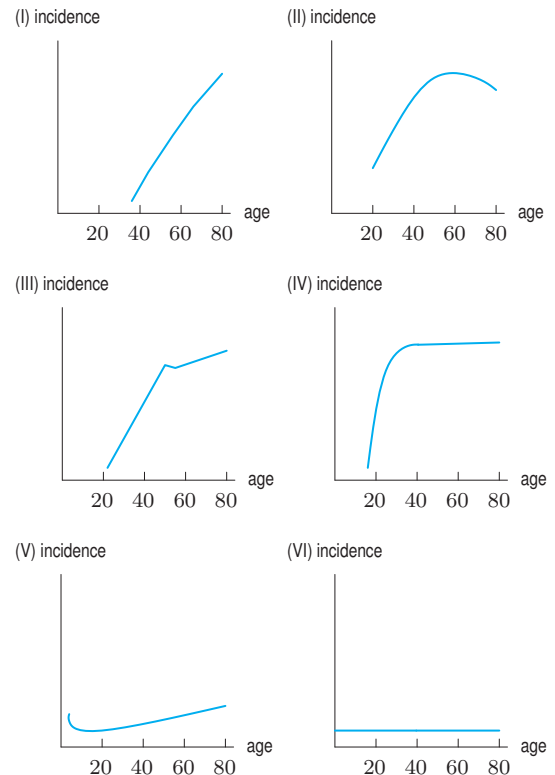 (I) incidence
(II) incidence
age
20 40 60 80
age
20 40 60 80
(III) incidence
(IV) incidence
age
20 40 60 80
age
20 40 60 80
(V) incidence
(VI) incidence
age
20 40 60 80
age
20 40 60 80